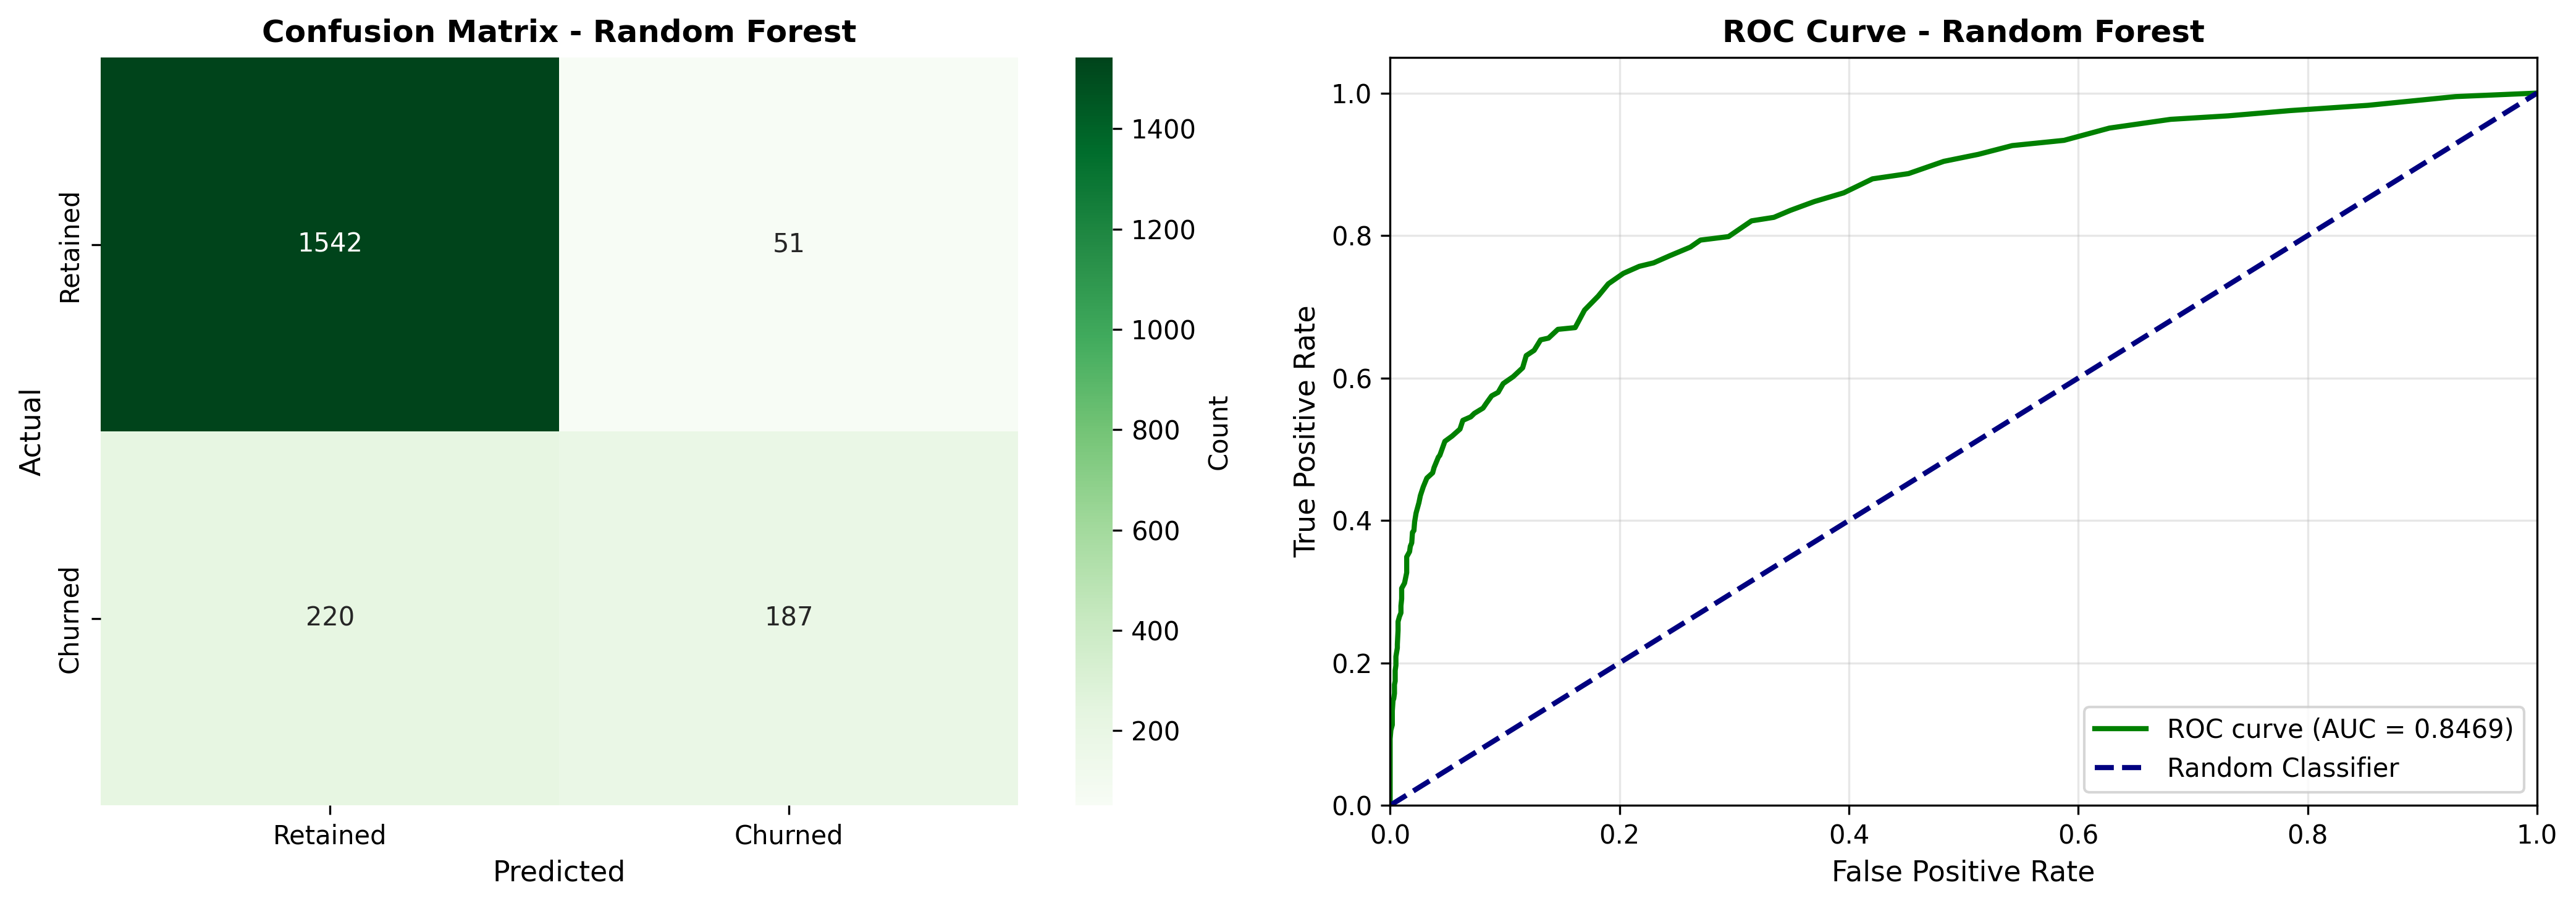 Confusion Matrix - Random Forest
Actual
Retained
Churned
1542
51
220
187
Retained
Churned
Predicted
1400
1200
1000
800
600
400
200
Count
ROC Curve - Random Forest
True Positive Rate
1.0
0.8
0.6
0.4
0.2
0.0
0.0
0.2
0.4
0.6
0.8
1.0
False Positive Rate
ROC curve (AUC = 0.8469)
Random Classifier